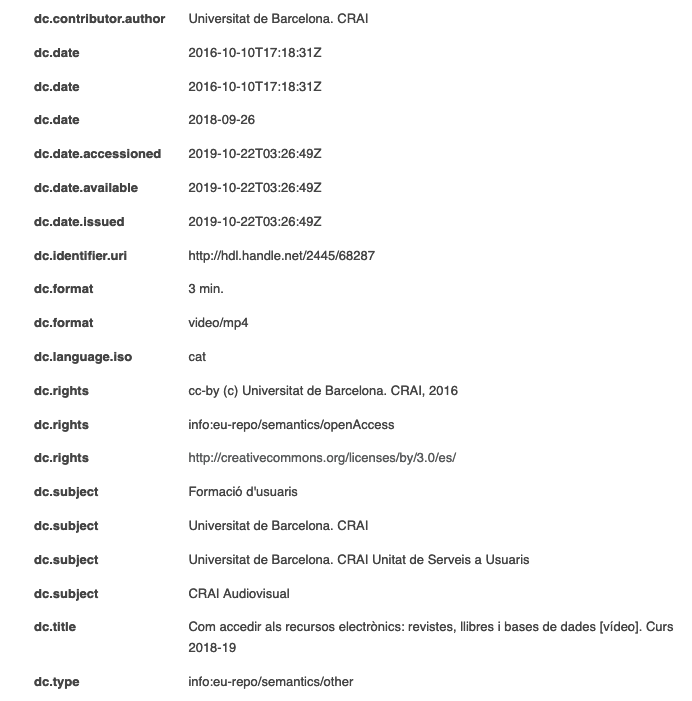 dc.contributor.author Universitat de Barcelona. CRAI
dc.date 2016-10-10T17:18:31Z
dc.date 2016-10-10T17:18:31Z
dc.date 2018-09-26
dc.date.accessioned 2019-10-22T03:26:49Z
dc.date.available 2019-10-22T03:26:49Z
dc.date.issued 2019-10-22T03:26:49Z
dc.identifier.uri http://hdl.handle.net/2445/68287
dc.format 3 min.
dc.format video/mp4
dc.language.iso cat
dc.rights cc-by (c) Universitat de Barcelona. CRAI, 2016
dc.rights info:eu-repo/semantics/openAccess
dc.rights http://creativecommons.org/licenses/by/3.0/es/
dc.subject Formació d'usuaris
dc.subject Universitat de Barcelona. CRAI
dc.subject Universitat de Barcelona. CRAI Unitat de Serveis a Usuaris
dc.subject CRAI Audiovisual
dc.title Com accedir als recursos electrònics: revistes, llibres i bases de dades [vídeo]. Curs
2018-19
dc.type info:eu-repo/semantics/other